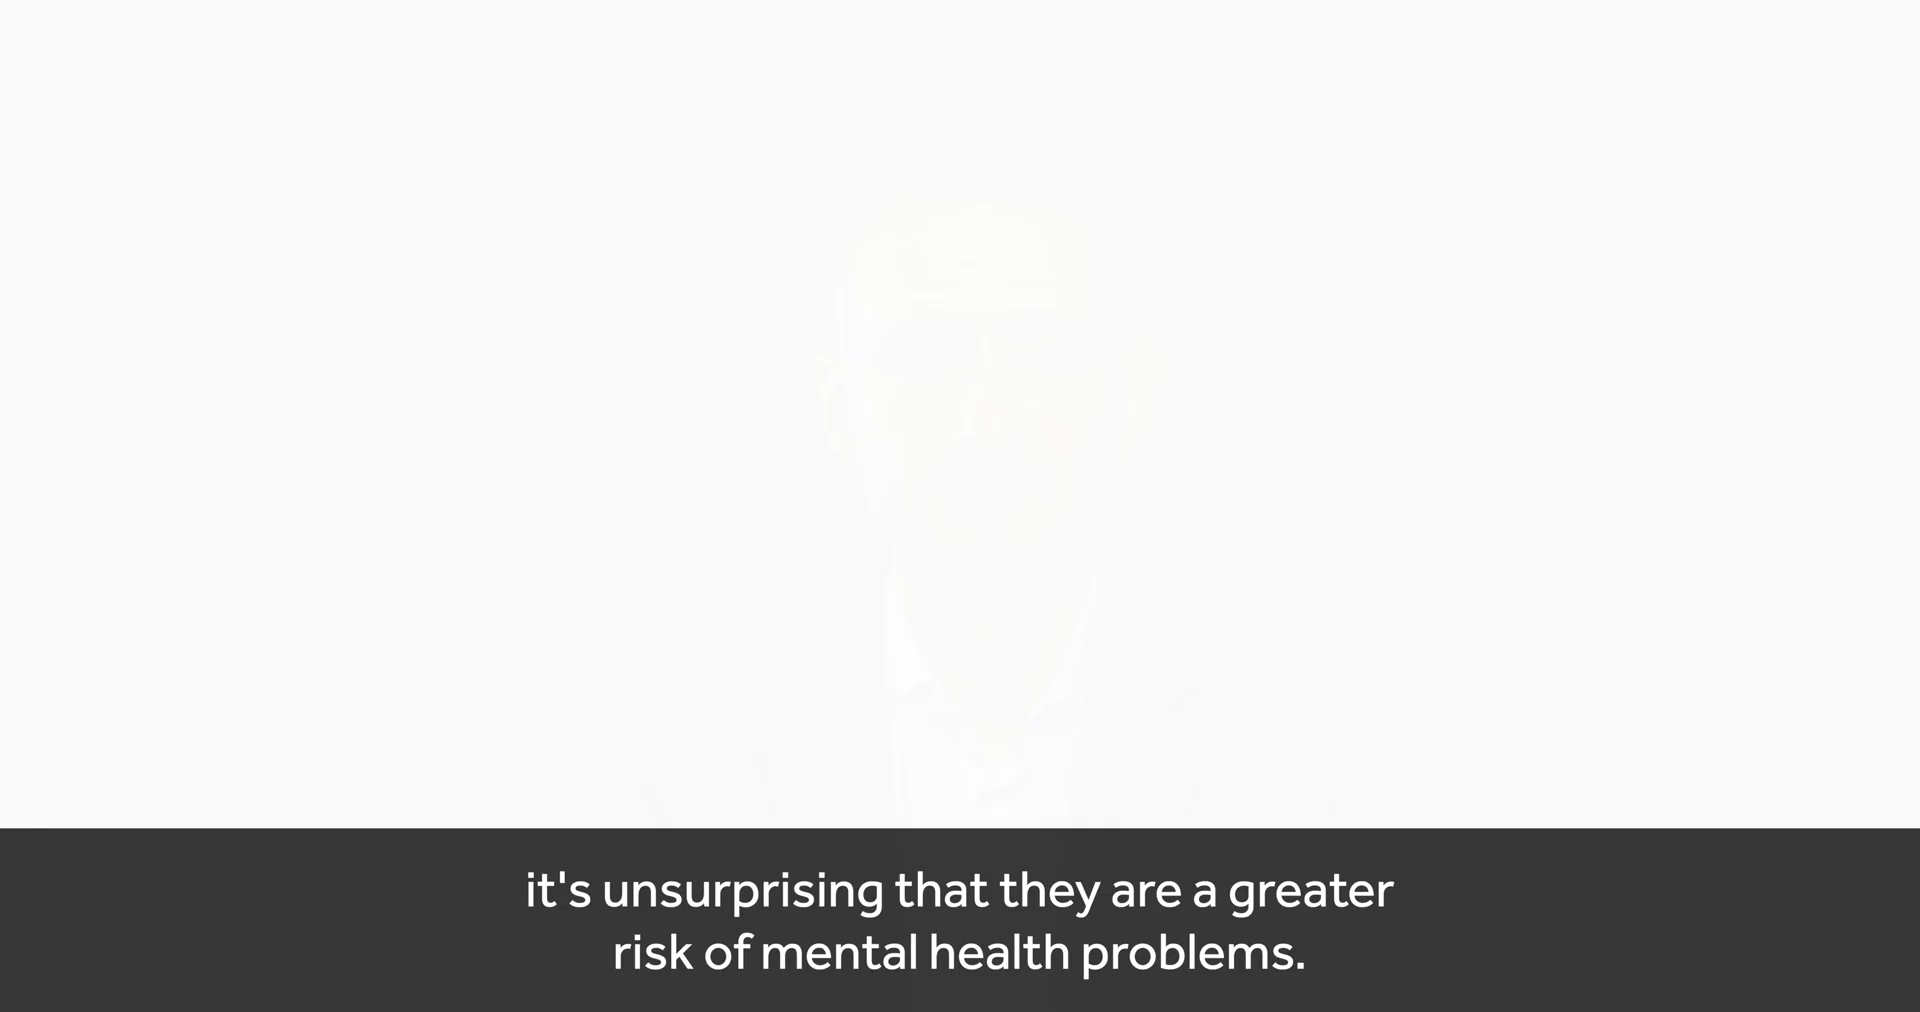 it's unsurprising that they are a greater
risk of mental health problems.